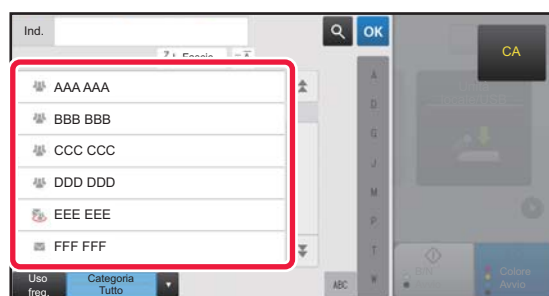 Ind.
OK
CA
AAA AAA
BBB BBB
CCC CCC
DDD DDD
EEE EEE
FFF FFF
A
D
G
J
M
P
T
W
ABC
Uso
freq.
Categoria
Tutto
B/N
Colore
Avvio